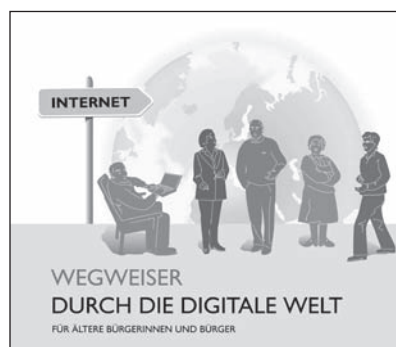 INTERNET
WEGWEISER
DURCH DIE DIGITALE WELT
FÜR ÄLTERE BÜRGERINNEN UND BÜRGER